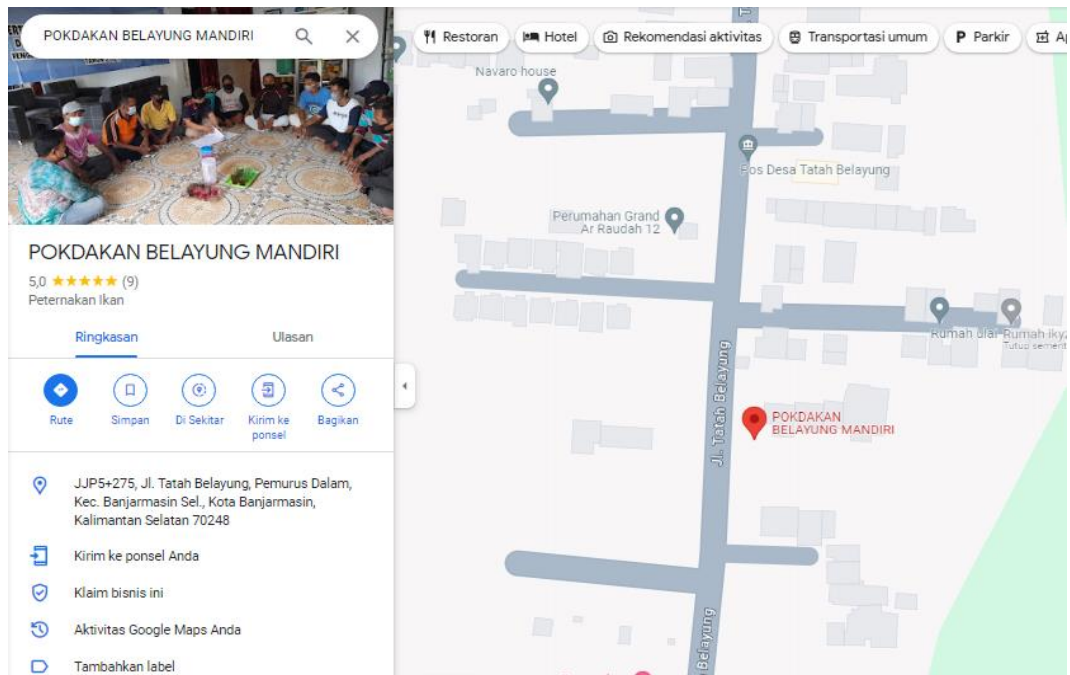 POKDAKAN BELAYUNG MANDIRI
Restoran
Hotel
Rekomendasi aktivitas
Transportasi umum
P Parkir
POKDAKAN BELAYUNG MANDIRI
5,0 ★★★★★ (9)
Peternakan Ikan
Ringkasan
Ulasan
Rute
Simpan
Di Sekitar
Kirim ke
ponsel
Bagikan
JJP5+275, Jl. Tatah Belayung, Pemurus Dalam,
Kec. Banjarmasin Sel., Kota Banjarmasin,
Kalimantan Selatan 70248
Kirim ke ponsel Anda
Klaim bisnis ini
Aktivitas Google Maps Anda
Tambahkan label
Navaro house
Pos Desa Tatah Belayung
Perumahan Grand
Ar Raudah 12
Rumah iky
Jl. Tatah Belayung
POKDAKAN
BELAYUNG MANDIRI
Belayung